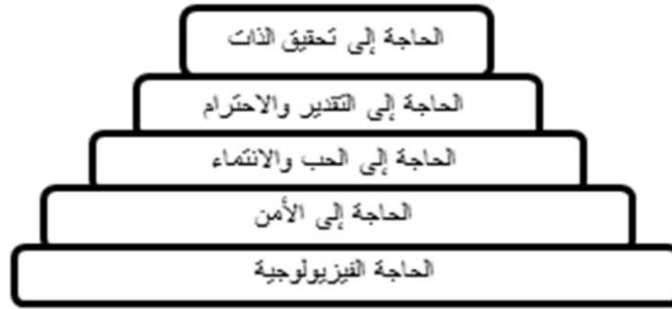 الحاجة إلى تحقيق الذات
الحاجة إلى التقدير والاحترام
الحاجة إلى الحب والانتماء
الحاجة إلى الأمن
الحاجة الفيزيولوجية